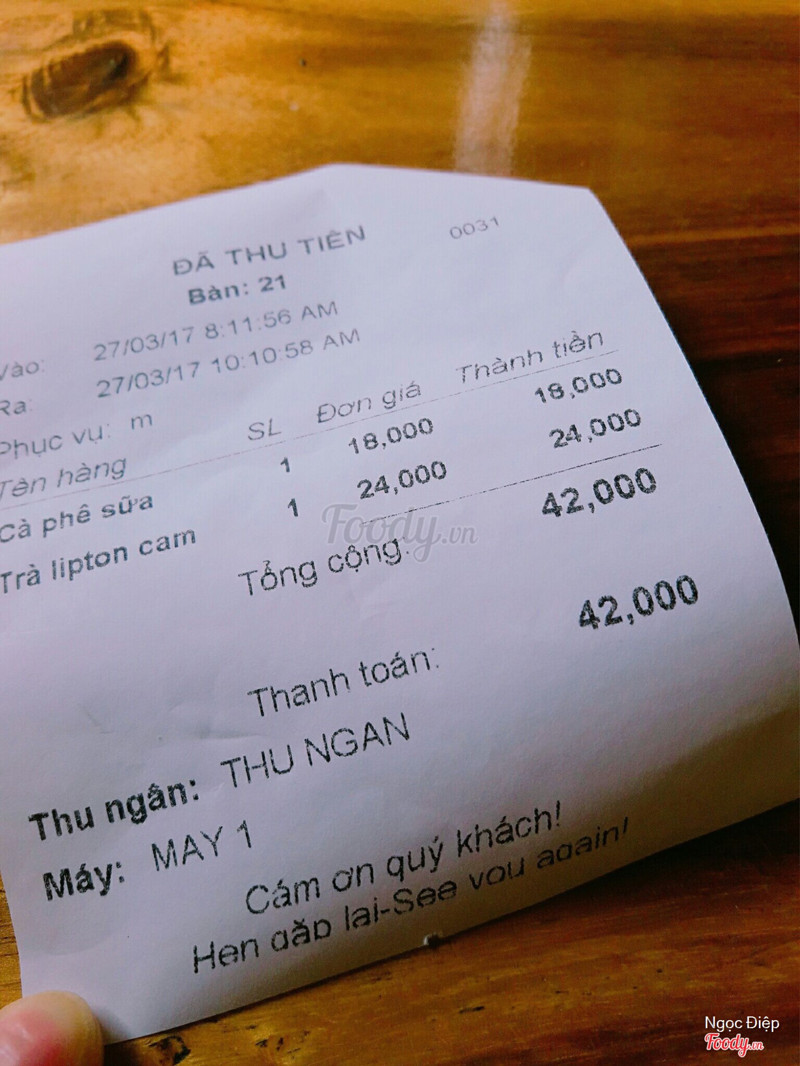 ĐÃ THU TIỀN 0031
Bàn: 21
Vào: 27/03/17 8:11:56 AM
Ra: 27/03/17 10:10:58 AM
Phục vụ: m
Tên hàng SL Đơn giá Thành tiền
Cà phê sữa 1 18,000 18,000
Trà lipton cam 1 24,000 24,000
Tổng cộng: 42,000
Thanh toán: 42,000
Thu ngân: THU NGAN
Máy: MAY 1
Cám ơn quý khách!
Hẹn gặp lại-See you again!
Foody.vn
Ngọc Điệp
Foody.vn